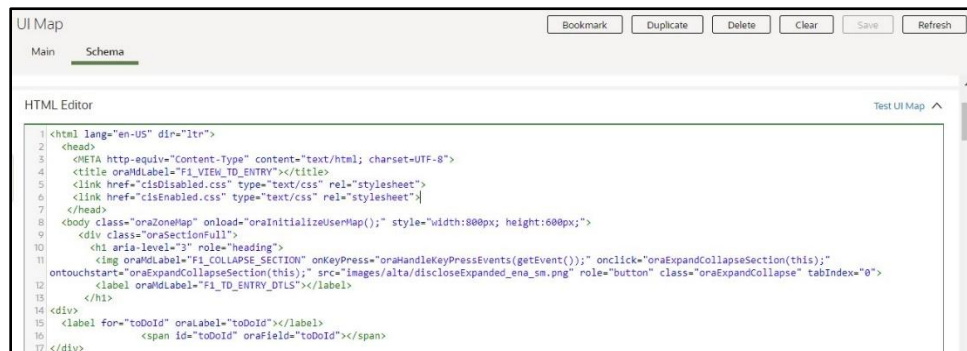 UI Map
Bookmark Duplicate Delete Clear Save Refresh
Main Schema
HTML Editor Test UI Map
1 <html lang="en-US" dir="ltr">
2 <head>
3 <META http-equiv="Content-Type" content="text/html; charset=UTF-8">
4 <title oraMdLabel="F1_VIEW_TD_ENTRY"></title>
5 <link href="cisDisabled.css" type="text/css" rel="stylesheet">
6 <link href="cisEnabled.css" type="text/css" rel="stylesheet">
7 </head>
8 <body class="oraZoneMap" onload="oraInitializeUserMap();" style="width:800px; height:600px;">
9 <div class="oraSectionFull">
10 <h1 aria-level="3" role="heading">
11 <img oraMdLabel="F1_COLLAPSE_SECTION" onKeyPress="oraHandleKeyPressEvents(getEvent());" onclick="oraExpandCollapseSection(this);"
ontouchstart="oraExpandCollapseSection(this);" src="images/alta/discloseExpanded_ena_sm.png" role="button" class="oraExpandCollapse" tabIndex="0">
12 <label oraMdLabel="F1_TD_ENTRY_DTLS"></label>
13 </h1>
14 <div>
15 <label for="toDoId" oraLabel="toDoId"></label>
16 <span id="toDoId" oraField="toDoId"></span>
17 </div>